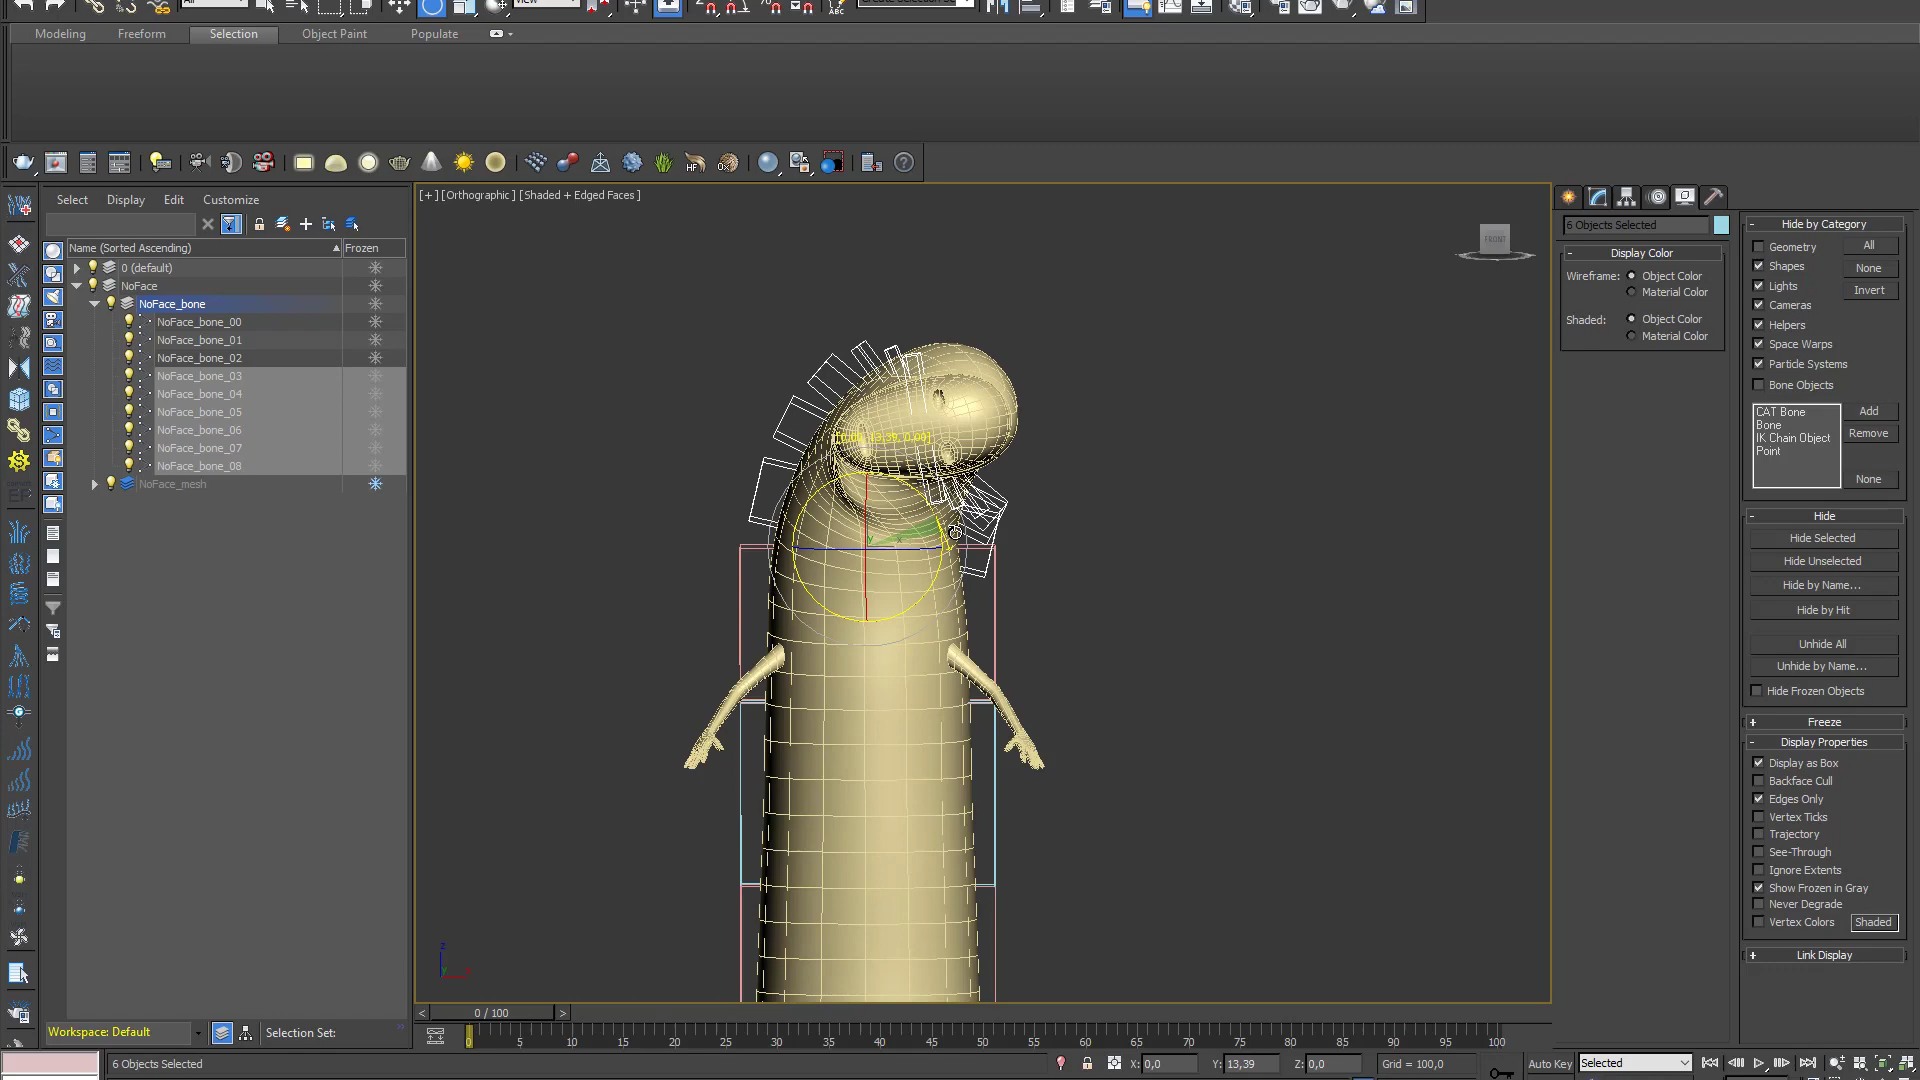 All
View
Create Selection Se
ABC
Modeling
Freeform
Selection
Object Paint
Populate
HF
Select
Display
Edit
Customize
Name (Sorted Ascending)
Frozen
0 (default)
NoFace
NoFace_bone
NoFace_bone_00
NoFace_bone_01
NoFace_bone_02
NoFace_bone_03
NoFace_bone_04
NoFace_bone_05
NoFace_bone_06
NoFace_bone_07
NoFace_bone_08
NoFace_mesh
Workspace: Default
Selection Set:
[+] [Orthographic] [Shaded + Edged Faces]
FRONT
y
x
z
0 / 100
0 5 10 15 20 25 30 35 40 45 50 55 60 65 70 75 80 85 90 95 100
6 Objects Selected
X: 0,0
Y: 13,39
Z: 0,0
Grid = 100,0
Auto Key
Selected
6 Objects Selected
Display Color
Wireframe:
Object Color
Material Color
Shaded:
Object Color
Material Color
Hide by Category
Geometry
Shapes
Lights
Cameras
Helpers
Space Warps
Particle Systems
Bone Objects
All
None
Invert
CAT Bone
Bone
IK Chain Object
Point
Add
Remove
None
Hide
Hide Selected
Hide Unselected
Hide by Name...
Hide by Hit
Unhide All
Unhide by Name...
Hide Frozen Objects
Freeze
Display Properties
Display as Box
Backface Cull
Edges Only
Vertex Ticks
Trajectory
See-Through
Ignore Extents
Show Frozen in Gray
Never Degrade
Vertex Colors
Shaded
Link Display